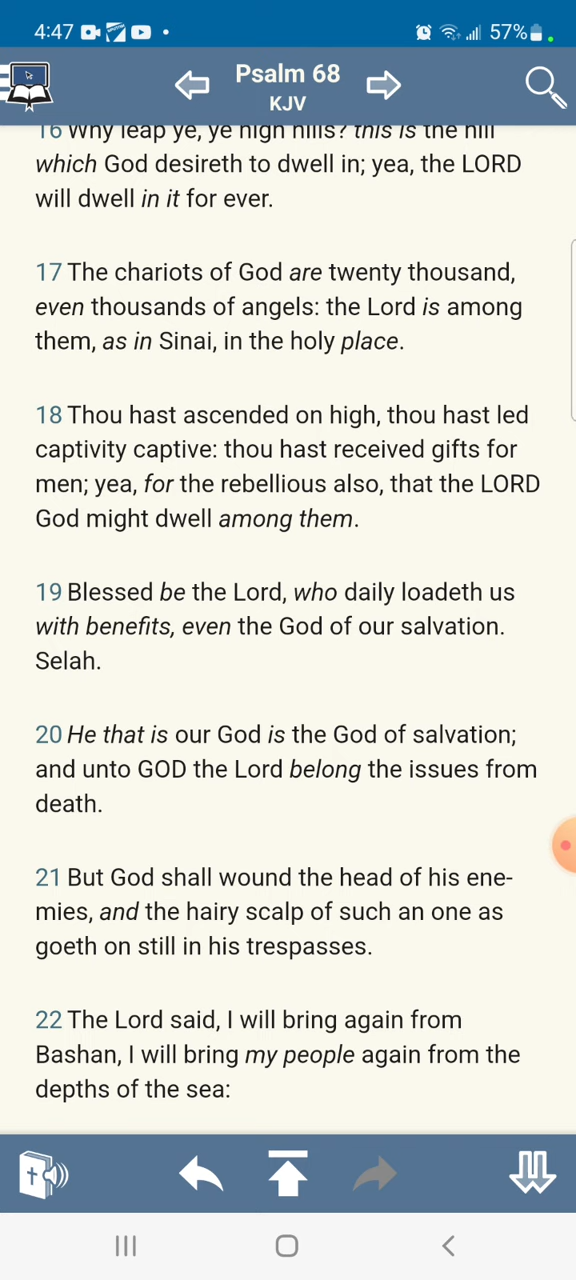 4:47
57%
Psalm 68
KJV
16 Why leap ye, ye high hills? this is the hill
which God desireth to dwell in; yea, the LORD
will dwell in it for ever.
17 The chariots of God are twenty thousand,
even thousands of angels: the Lord is among
them, as in Sinai, in the holy place.
18 Thou hast ascended on high, thou hast led
captivity captive: thou hast received gifts for
men; yea, for the rebellious also, that the LORD
God might dwell among them.
19 Blessed be the Lord, who daily loadeth us
with benefits, even the God of our salvation.
Selah.
20 He that is our God is the God of salvation;
and unto GOD the Lord belong the issues from
death.
21 But God shall wound the head of his ene-
mies, and the hairy scalp of such an one as
goeth on still in his trespasses.
22 The Lord said, I will bring again from
Bashan, I will bring my people again from the
depths of the sea: